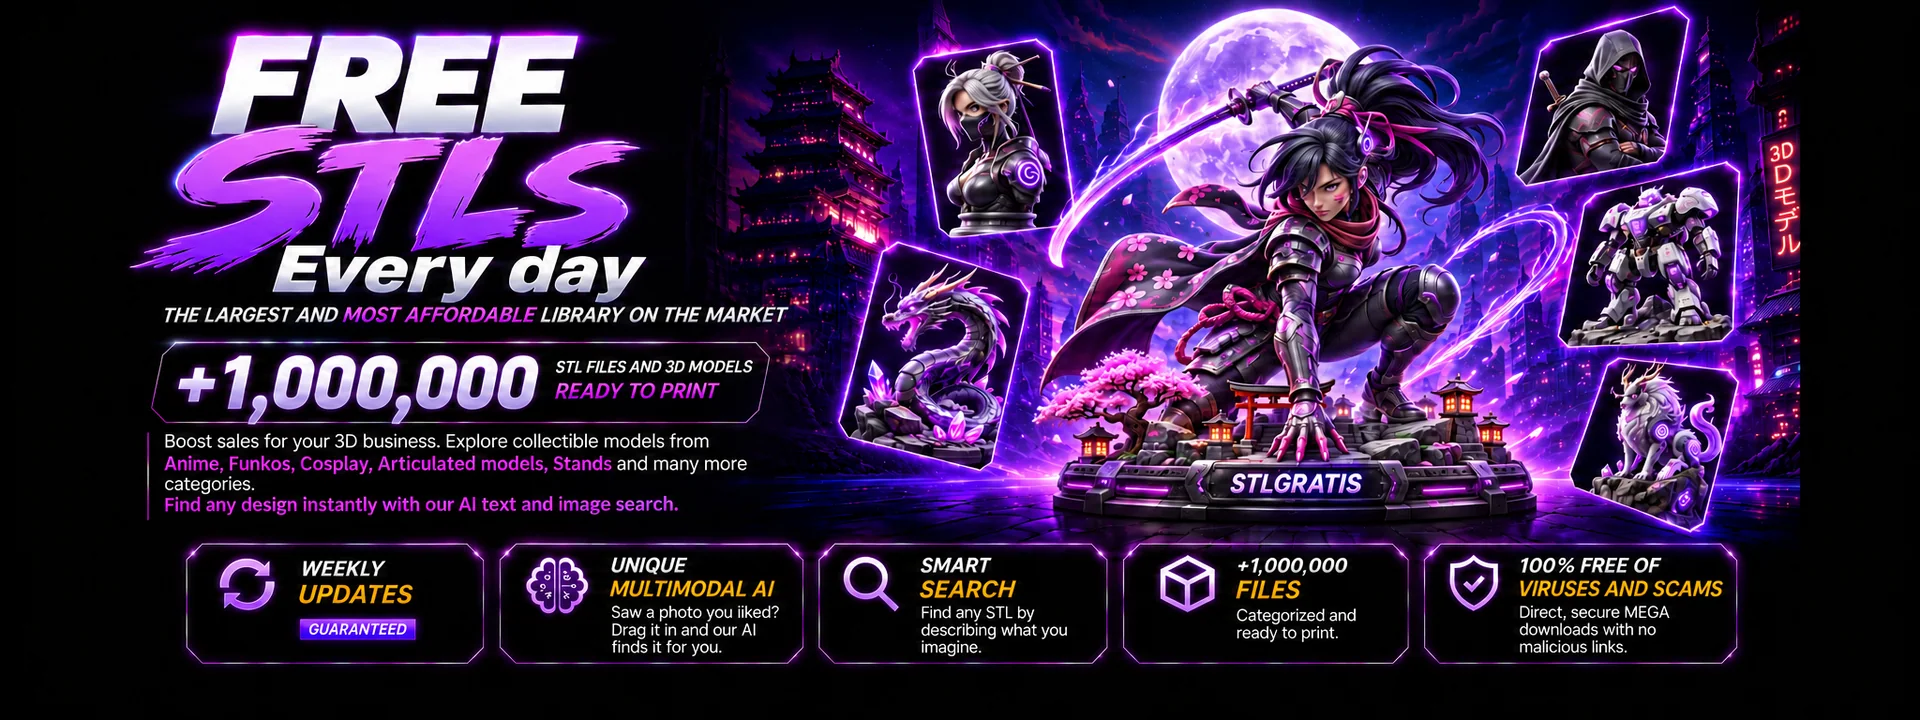 FREE
STLS
Every day
THE LARGEST AND MOST AFFORDABLE LIBRARY ON THE MARKET
+1,000,000
STL FILES AND 3D MODELS
READY TO PRINT
Boost sales for your 3D business. Explore collectible models from
Anime, Funkos, Cosplay, Articulated models, Stands and many more
categories.
Find any design instantly with our AI text and image search.
3Dモデル
STLGRATIS
WEEKLY
UPDATES
GUARANTEED
UNIQUE
MULTIMODAL AI
Saw a photo you iiked?
Drag it in and our AI
finds it for you.
SMART
SEARCH
Find any STL by
describing what you
imagine.
+1,000,000
FILES
Categorized and
ready to print.
100% FREE OF
VIRUSES AND SCAMS
Direct, secure MEGA
downloads with no
malicious links.